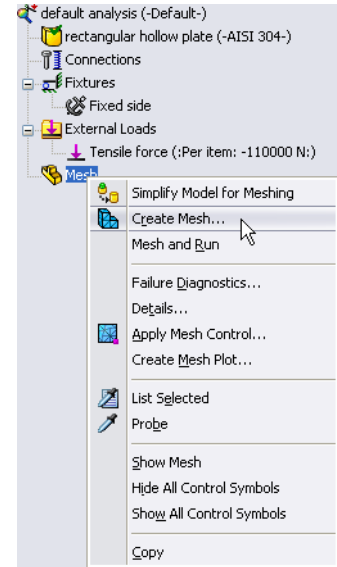 default analysis (-Default-)
rectangular hollow plate (-AISI 304-)
Connections
Fixtures
Fixed side
External Loads
Tensile force (:Per item: -110000 N:)
Mesh
Simplify Model for Meshing
Create Mesh...
Mesh and Run
Failure Diagnostics...
Details...
Apply Mesh Control...
Create Mesh Plot...
List Selected
Probe
Show Mesh
Hide All Control Symbols
Show All Control Symbols
Copy